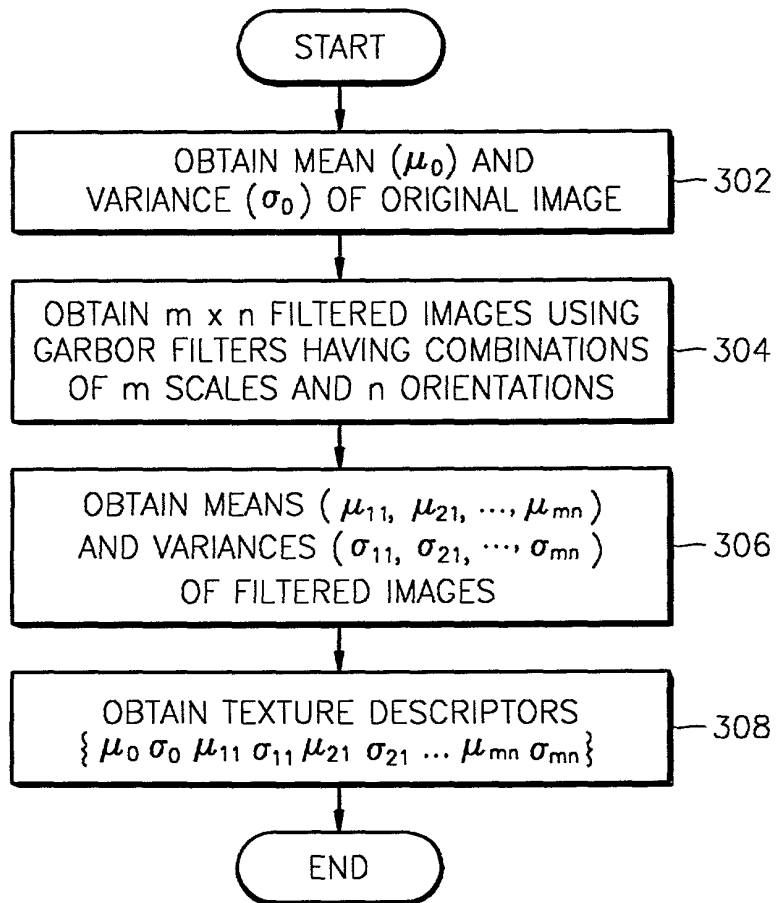 START
OBTAIN MEAN (μ₀) AND
VARIANCE (σ₀) OF ORIGINAL IMAGE
302
OBTAIN m x n FILTERED IMAGES USING
GARBOR FILTERS HAVING COMBINATIONS
OF m SCALES AND n ORIENTATIONS
304
OBTAIN MEANS (μ₁₁, μ₂₁, ..., μₘₙ)
AND VARIANCES (σ₁₁, σ₂₁, ..., σₘₙ)
OF FILTERED IMAGES
306
OBTAIN TEXTURE DESCRIPTORS
{μ₀ σ₀ μ₁₁ σ₁₁ μ₂₁ σ₂₁ ... μₘₙ σₘₙ}
308
END